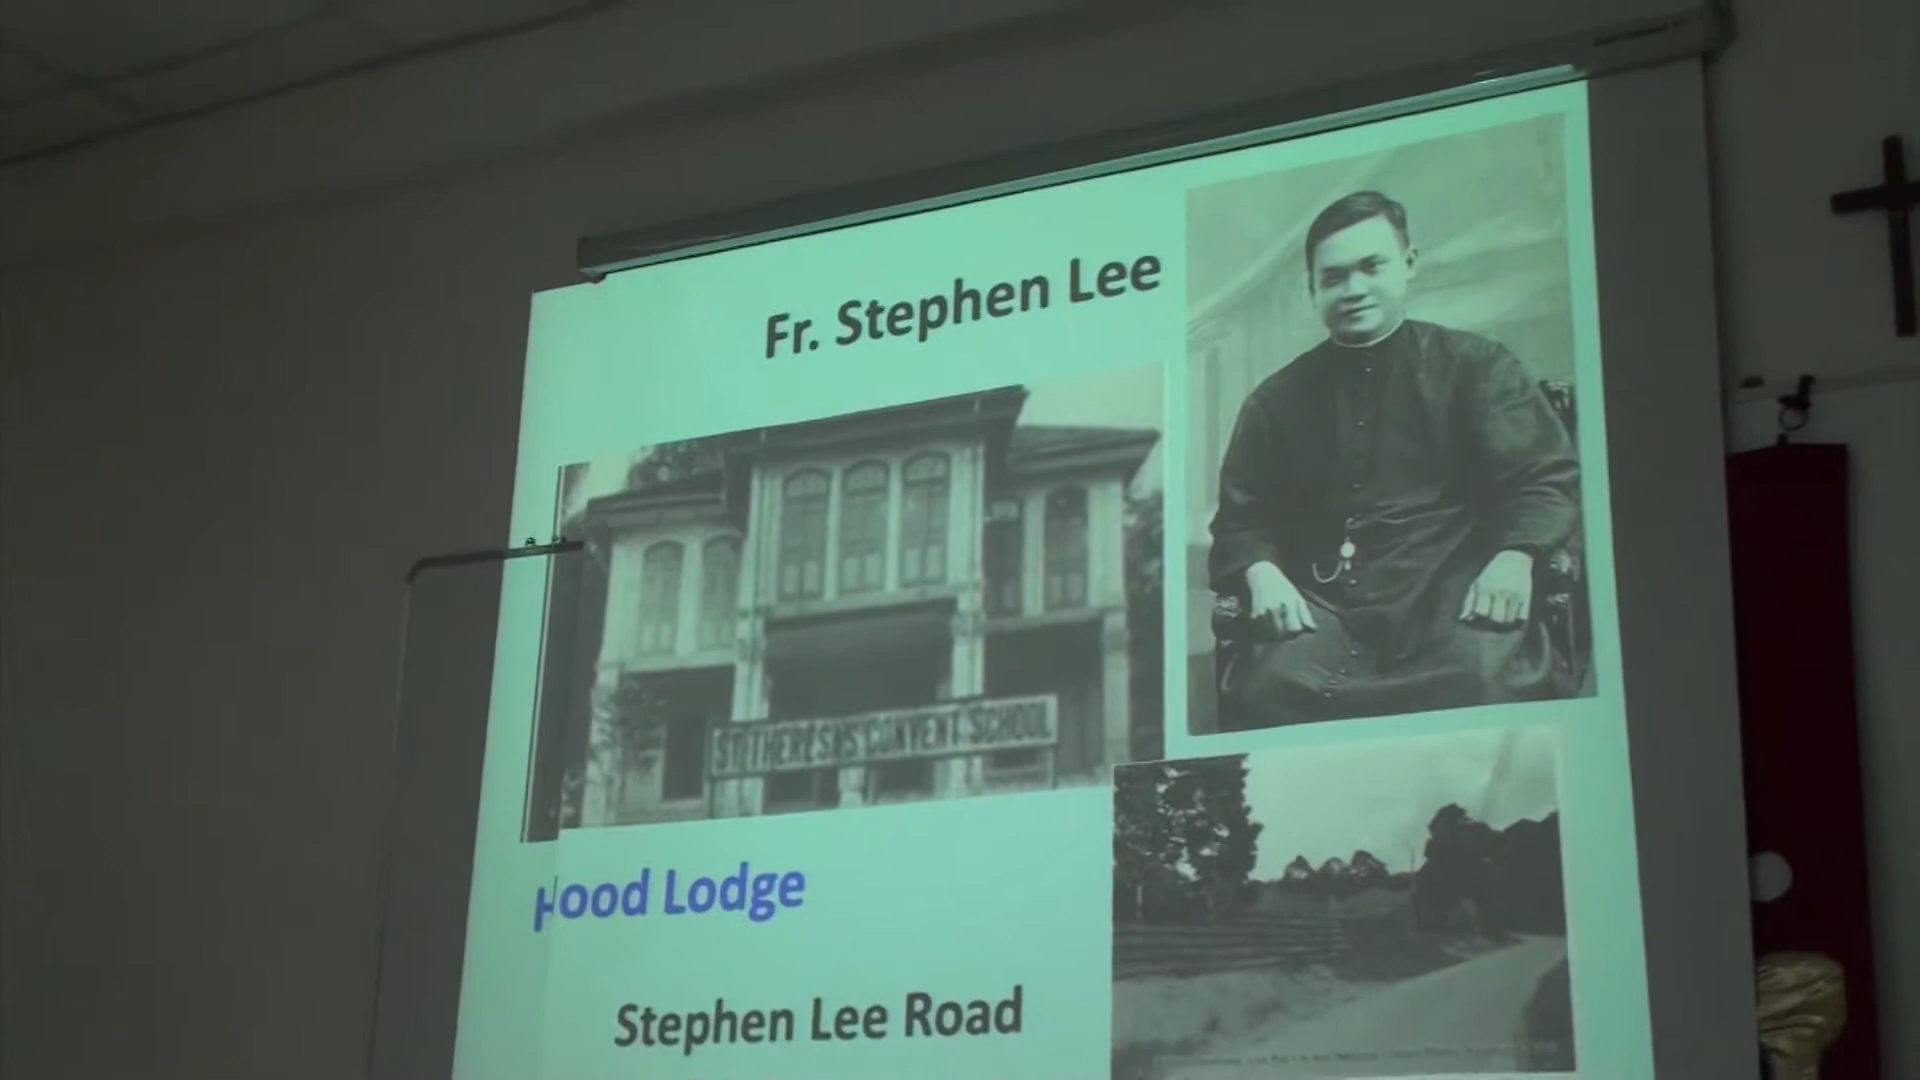 Fr. Stephen Lee
ST. THERESA'S CONVENT SCHOOL
Hood Lodge
Stephen Lee Road